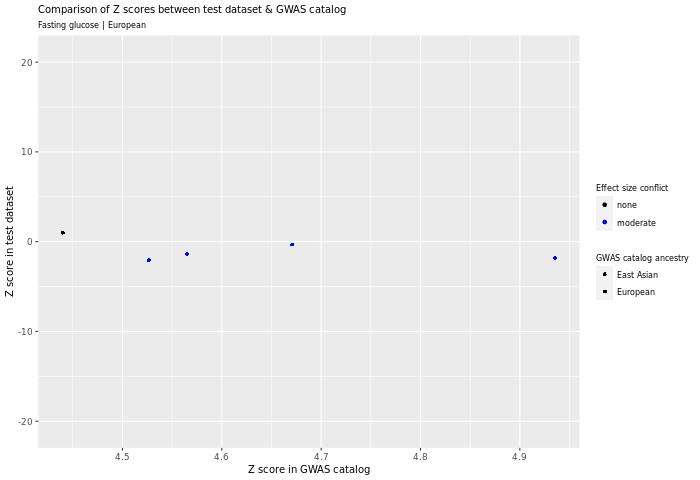 Comparison of Z scores between test dataset & GWAS catalog
Fasting glucose | European
Z score in test dataset
20
10
0
-10
-20
4.5
4.6
4.7
4.8
4.9
Z score in GWAS catalog
Effect size conflict
none
moderate
GWAS catalog ancestry
East Asian
European